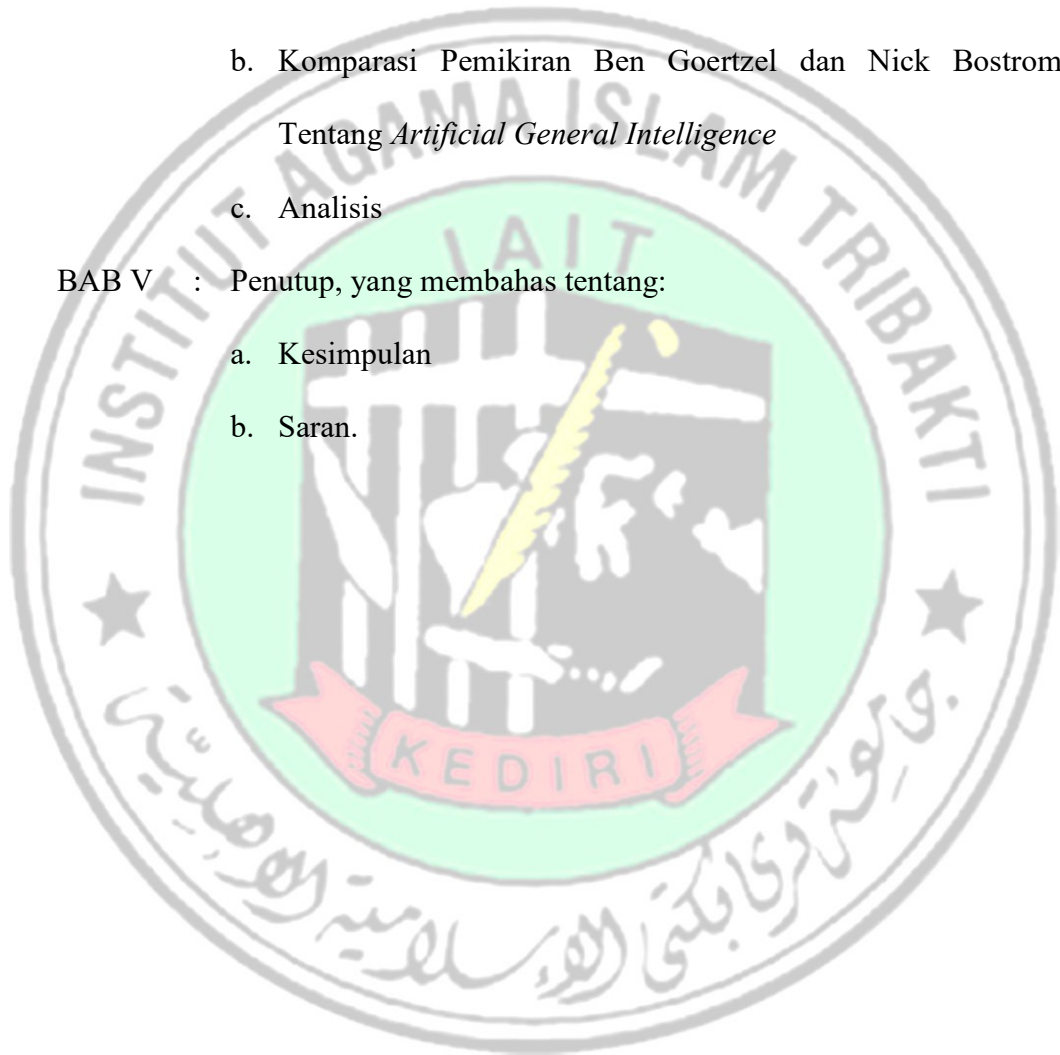 b. Komparasi Pemikiran Ben Goertzel dan Nick Bostrom
Tentang Artificial General Intelligence
c. Analisis
BAB V : Penutup, yang membahas tentang:
a. Kesimpulan
b. Saran.
INSTITUT AGAMA ISLAM TRIBAKTI
IAIT
KEDIRI